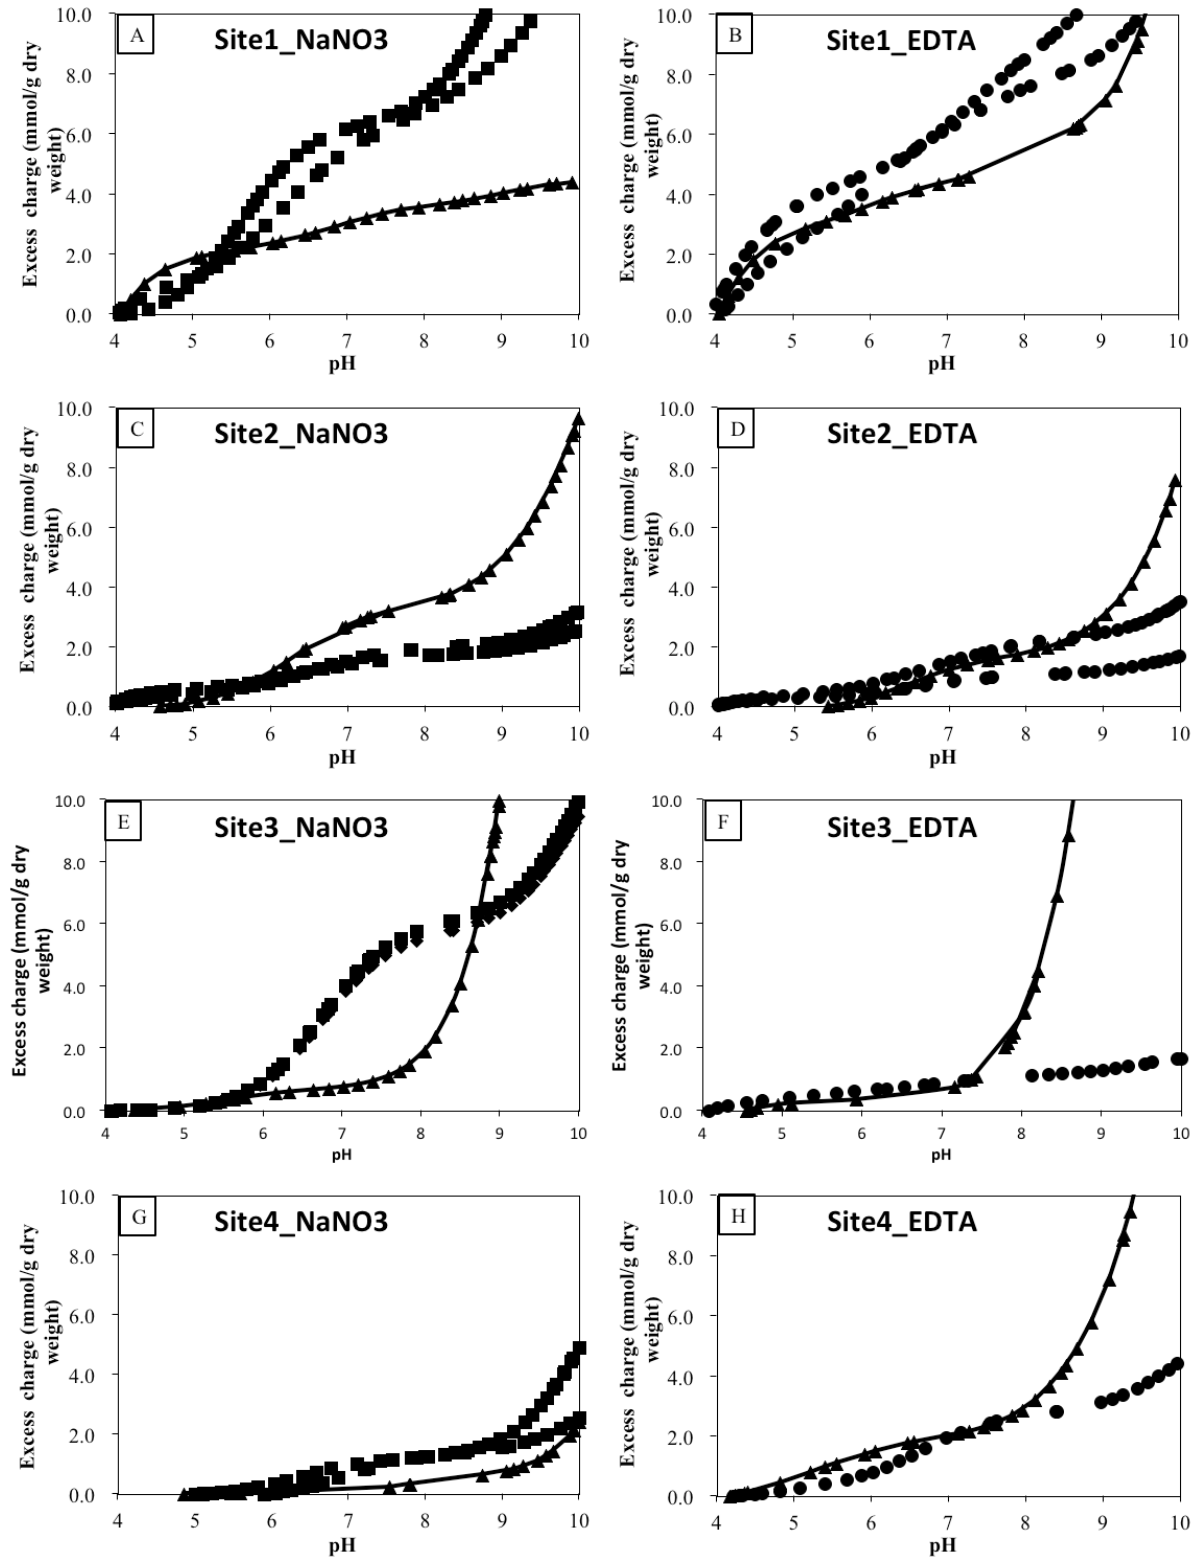 A
Site1_NaNO3
Excess charge (mmol/g dry
weight)
10.0
8.0
6.0
4.0
2.0
0.0
4 5 6 7 8 9 10
pH
B
Site1_EDTA
Excess charge (mmol/g dry
weight)
10.0
8.0
6.0
4.0
2.0
0.0
4 5 6 7 8 9 10
pH
C
Site2_NaNO3
Excess charge (mmol/g dry
weight)
10.0
8.0
6.0
4.0
2.0
0.0
4 5 6 7 8 9 10
pH
D
Site2_EDTA
Excess charge (mmol/g dry
weight)
10.0
8.0
6.0
4.0
2.0
0.0
4 5 6 7 8 9 10
pH
E
Site3_NaNO3
Excess charge (mmol/g dry
weight)
10.0
8.0
6.0
4.0
2.0
0.0
4 5 6 7 8 9 10
pH
F
Site3_EDTA
Excess charge (mmol/g dry
weight)
10.0
8.0
6.0
4.0
2.0
0.0
4 5 6 7 8 9 10
pH
G
Site4_NaNO3
Excess charge (mmol/g dry
weight)
10.0
8.0
6.0
4.0
2.0
0.0
4 5 6 7 8 9 10
pH
H
Site4_EDTA
Excess charge (mmol/g dry
weight)
10.0
8.0
6.0
4.0
2.0
0.0
4 5 6 7 8 9 10
pH